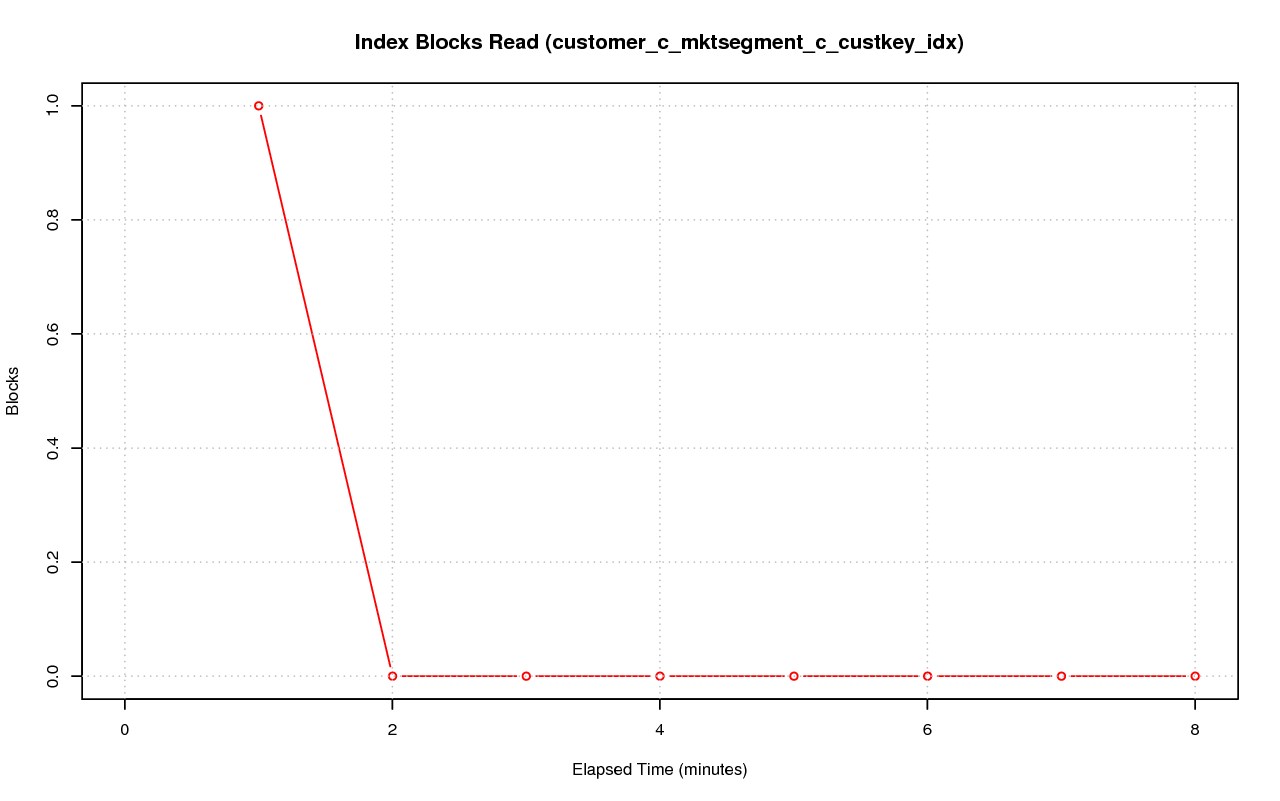 Index Blocks Read (customer_c_mktsegment_c_custkey_idx)
1.0
0.8
0.6
0.4
0.2
0.0
Blocks
0 2 4 6 8
Elapsed Time (minutes)